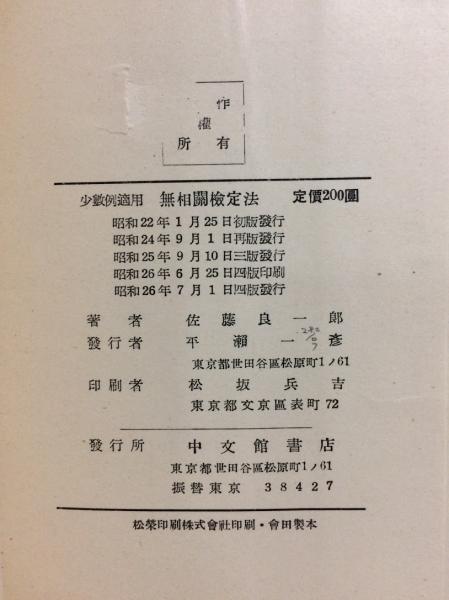 作
權
所 有
少數例適用 無相關檢定法 定價200圓
昭和22年1月25日初版發行
昭和24年9月1日再版發行
昭和25年9月10日三版發行
昭和26年6月25日四版印刷
昭和26年7月1日四版發行
著者 佐藤良一郎
發行者 平瀨一彥
東京都世田谷區松原町1ノ61
印刷者 松坂兵吉
東京都文京區表町72
發行所 中文館書店
東京都世田谷區松原町1ノ61
振替東京 38427
松榮印刷株式會社印刷・會田製本